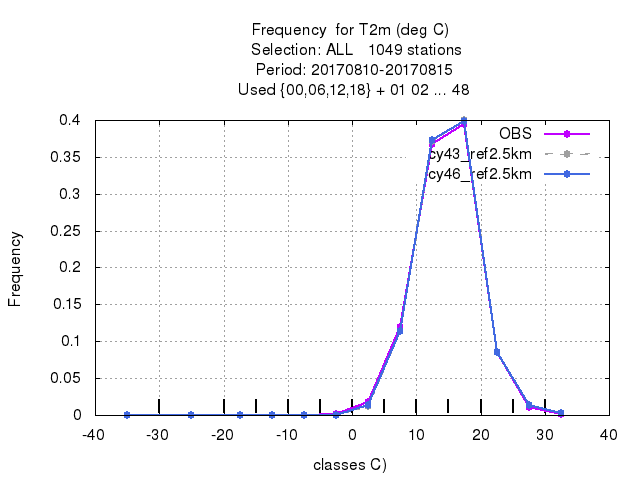 Frequency  for T2m (deg C)
Selection: ALL   1049 stations
Period: 20170810-20170815
Used {00,06,12,18} + 01 02 ... 48
OBS
cy43_ref2.5km
cy46_ref2.5km
0.4
0.35
0.3
0.25
0.2
0.15
0.1
0.05
0
Frequency
-40 -30 -20 -10 0 10 20 30 40
classes C)